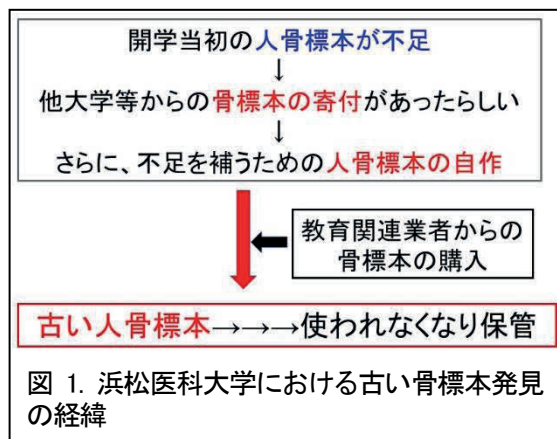 開学当初の人骨標本が不足
↓
他大学等からの骨標本の寄付があったらしい
↓
さらに、不足を補うための人骨標本の自作
教育関連業者からの
骨標本の購入
古い人骨標本→→→使われなくなり保管
図 1. 浜松医科大学における古い骨標本発見
の経緯